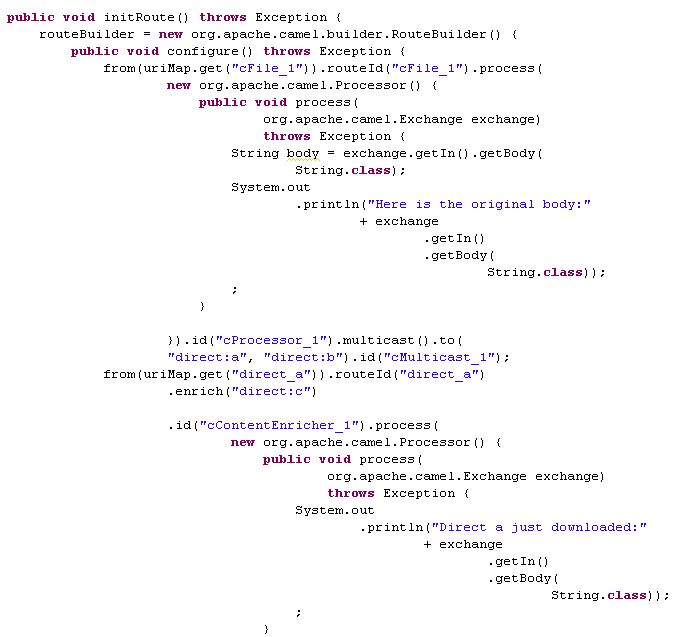 public void initRoute() throws Exception {
    routeBuilder = new org.apache.camel.builder.RouteBuilder() {
        public void configure() throws Exception {
            from(uriMap.get("cFile_1")).routeId("cFile_1").process(
                    new org.apache.camel.Processor() {
                        public void process(
                                org.apache.camel.Exchange exchange)
                                throws Exception {
                            String body = exchange.getIn().getBody(
                                    String.class);
                            System.out
                                    .println("Here is the original body:"
                                            + exchange
                                                    .getIn()
                                                    .getBody(
                                                            String.class));
                            ;
                        }

                    }).id("cProcessor_1").multicast().to(
                    "direct:a", "direct:b").id("cMulticast_1");
            from(uriMap.get("direct_a")).routeId("direct_a")
                    .enrich("direct:c")

                    .id("cContentEnricher_1").process(
                            new org.apache.camel.Processor() {
                                public void process(
                                        org.apache.camel.Exchange exchange)
                                        throws Exception {
                                    System.out
                                            .println("Direct a just downloaded:"
                                                    + exchange
                                                            .getIn()
                                                            .getBody(
                                                                    String.class));
                                    ;
                                }